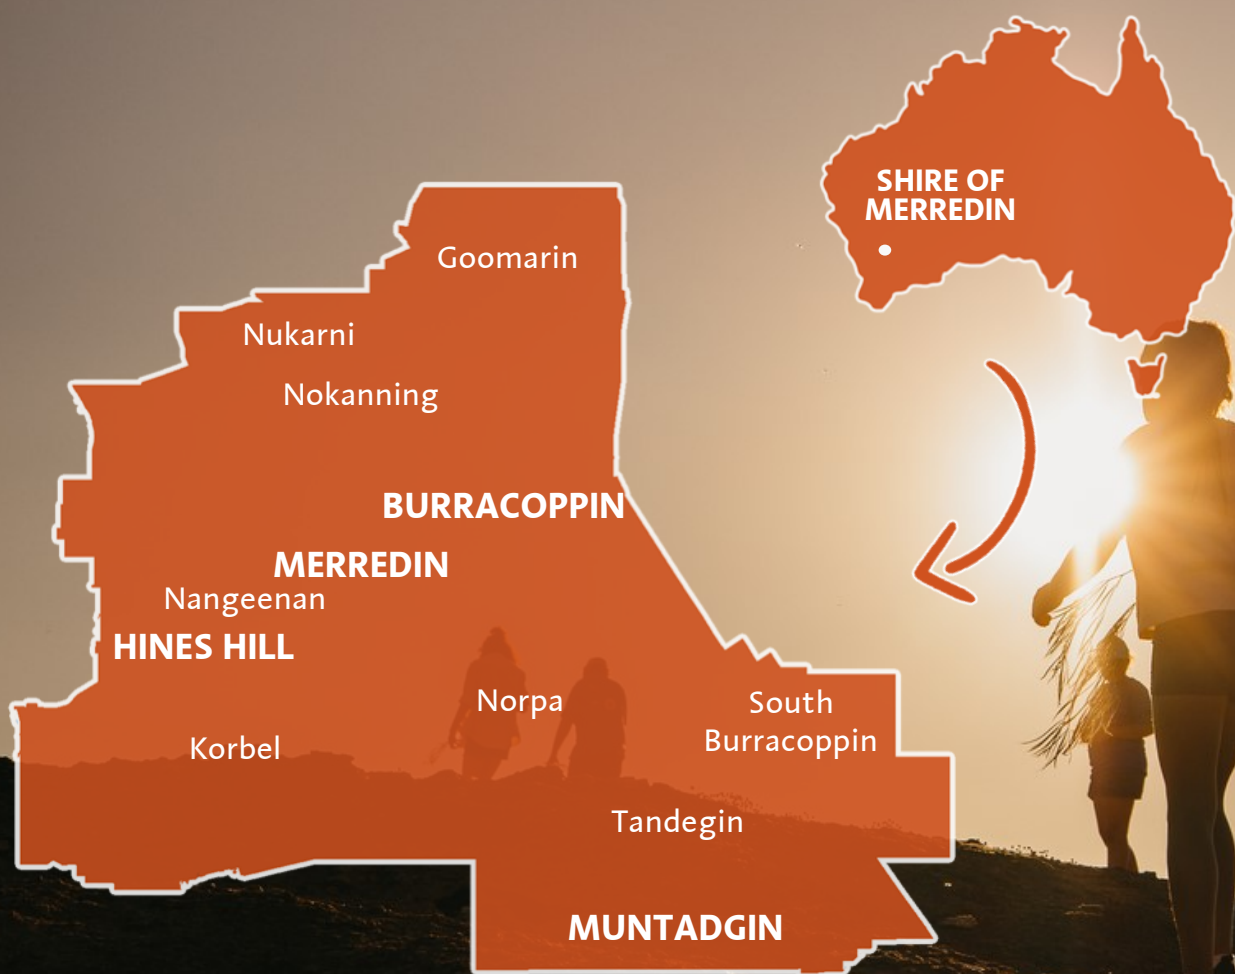 SHIRE OF
MERREDIN
Goomarin
Nukarni
Nokanning
BURRACOPPIN
MERREDIN
Nangeenan
HINES HILL
Norpa
South
Burracoppin
Korbel
Tandegin
MUNTADGIN